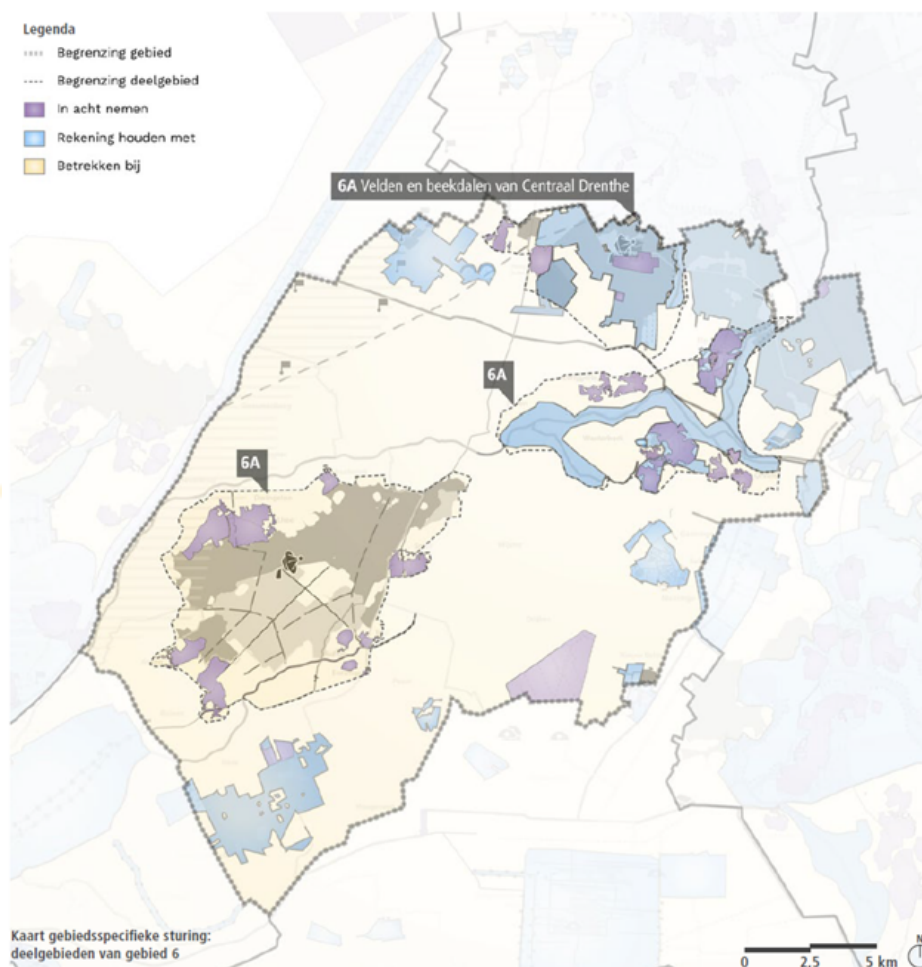 Legenda
Begrenzing gebied
Begrenzing deelgebied
In acht nemen
Rekening houden met
Betrekken bij
6A Velden en beekdalen van Centraal Drenthe
6A
6A
Kaart gebiedsspecifieke sturing:
deelgebieden van gebied 6
N
0 2,5 5 km